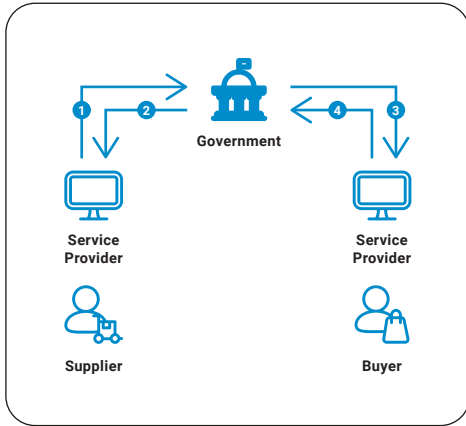 1
2
4
3
Government
Service
Provider
Service
Provider
Supplier
Buyer